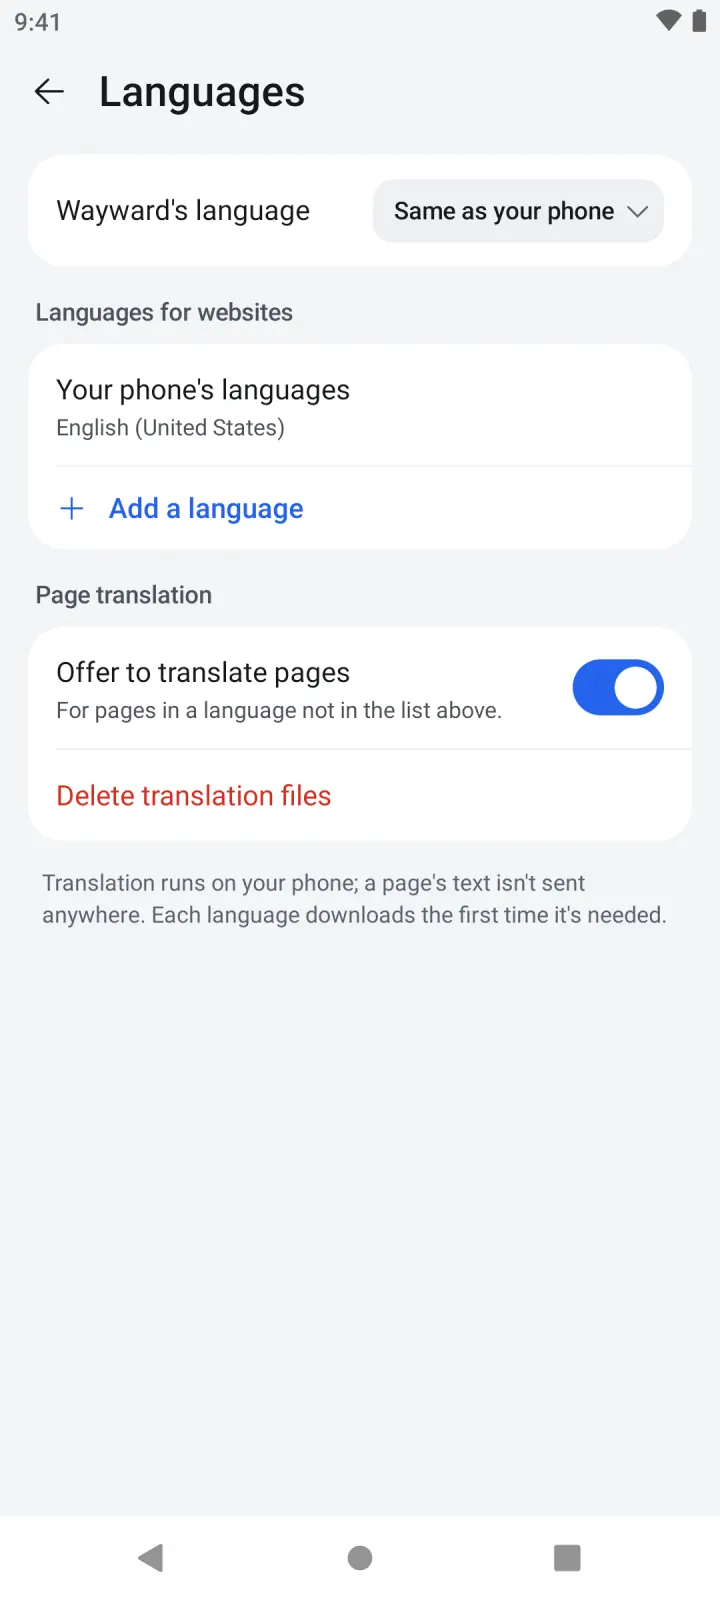 9:41
Languages
Wayward's language
Same as your phone
Languages for websites
Your phone's languages
English (United States)
Add a language
Page translation
Offer to translate pages
For pages in a language not in the list above.
Delete translation files
Translation runs on your phone; a page's text isn't sent
anywhere. Each language downloads the first time it's needed.